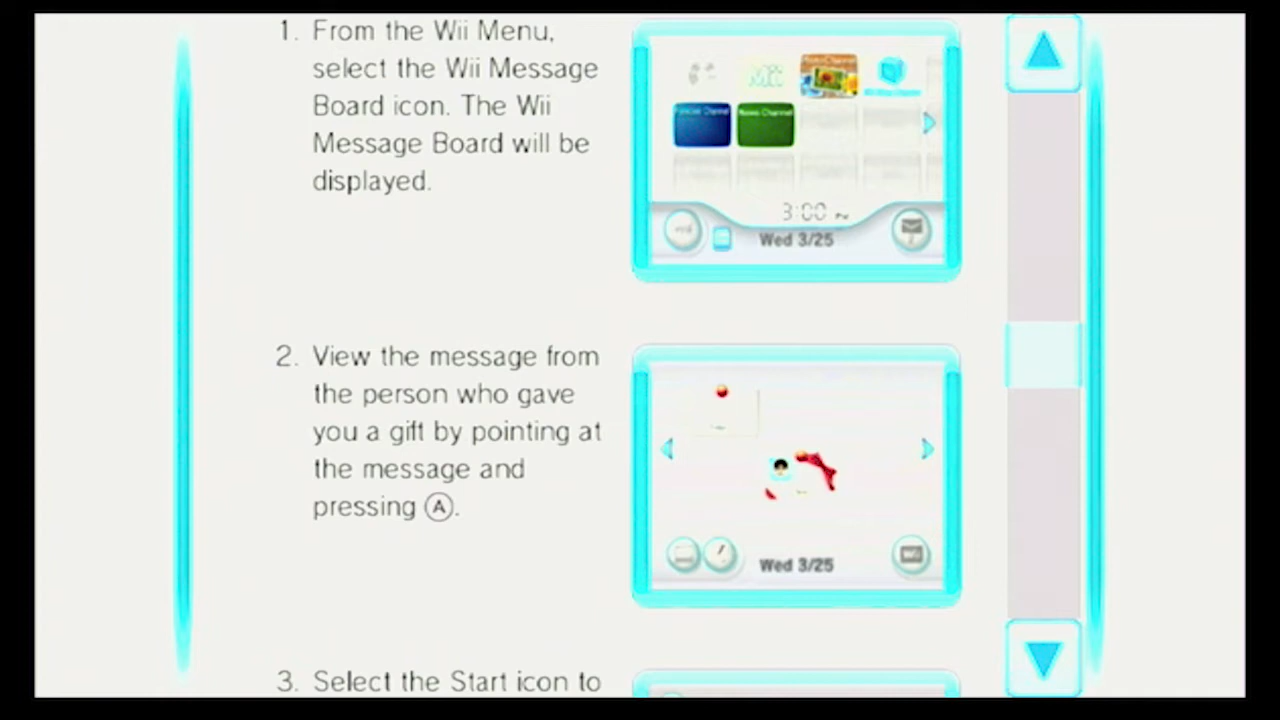 1. From the Wii Menu,
select the Wii Message
Board icon. The Wii
Message Board will be
displayed.
Mii
3:00
Wed 3/25
2. View the message from
the person who gave
you a gift by pointing at
the message and
pressing Ⓐ.
Wed 3/25
3. Select the Start icon to